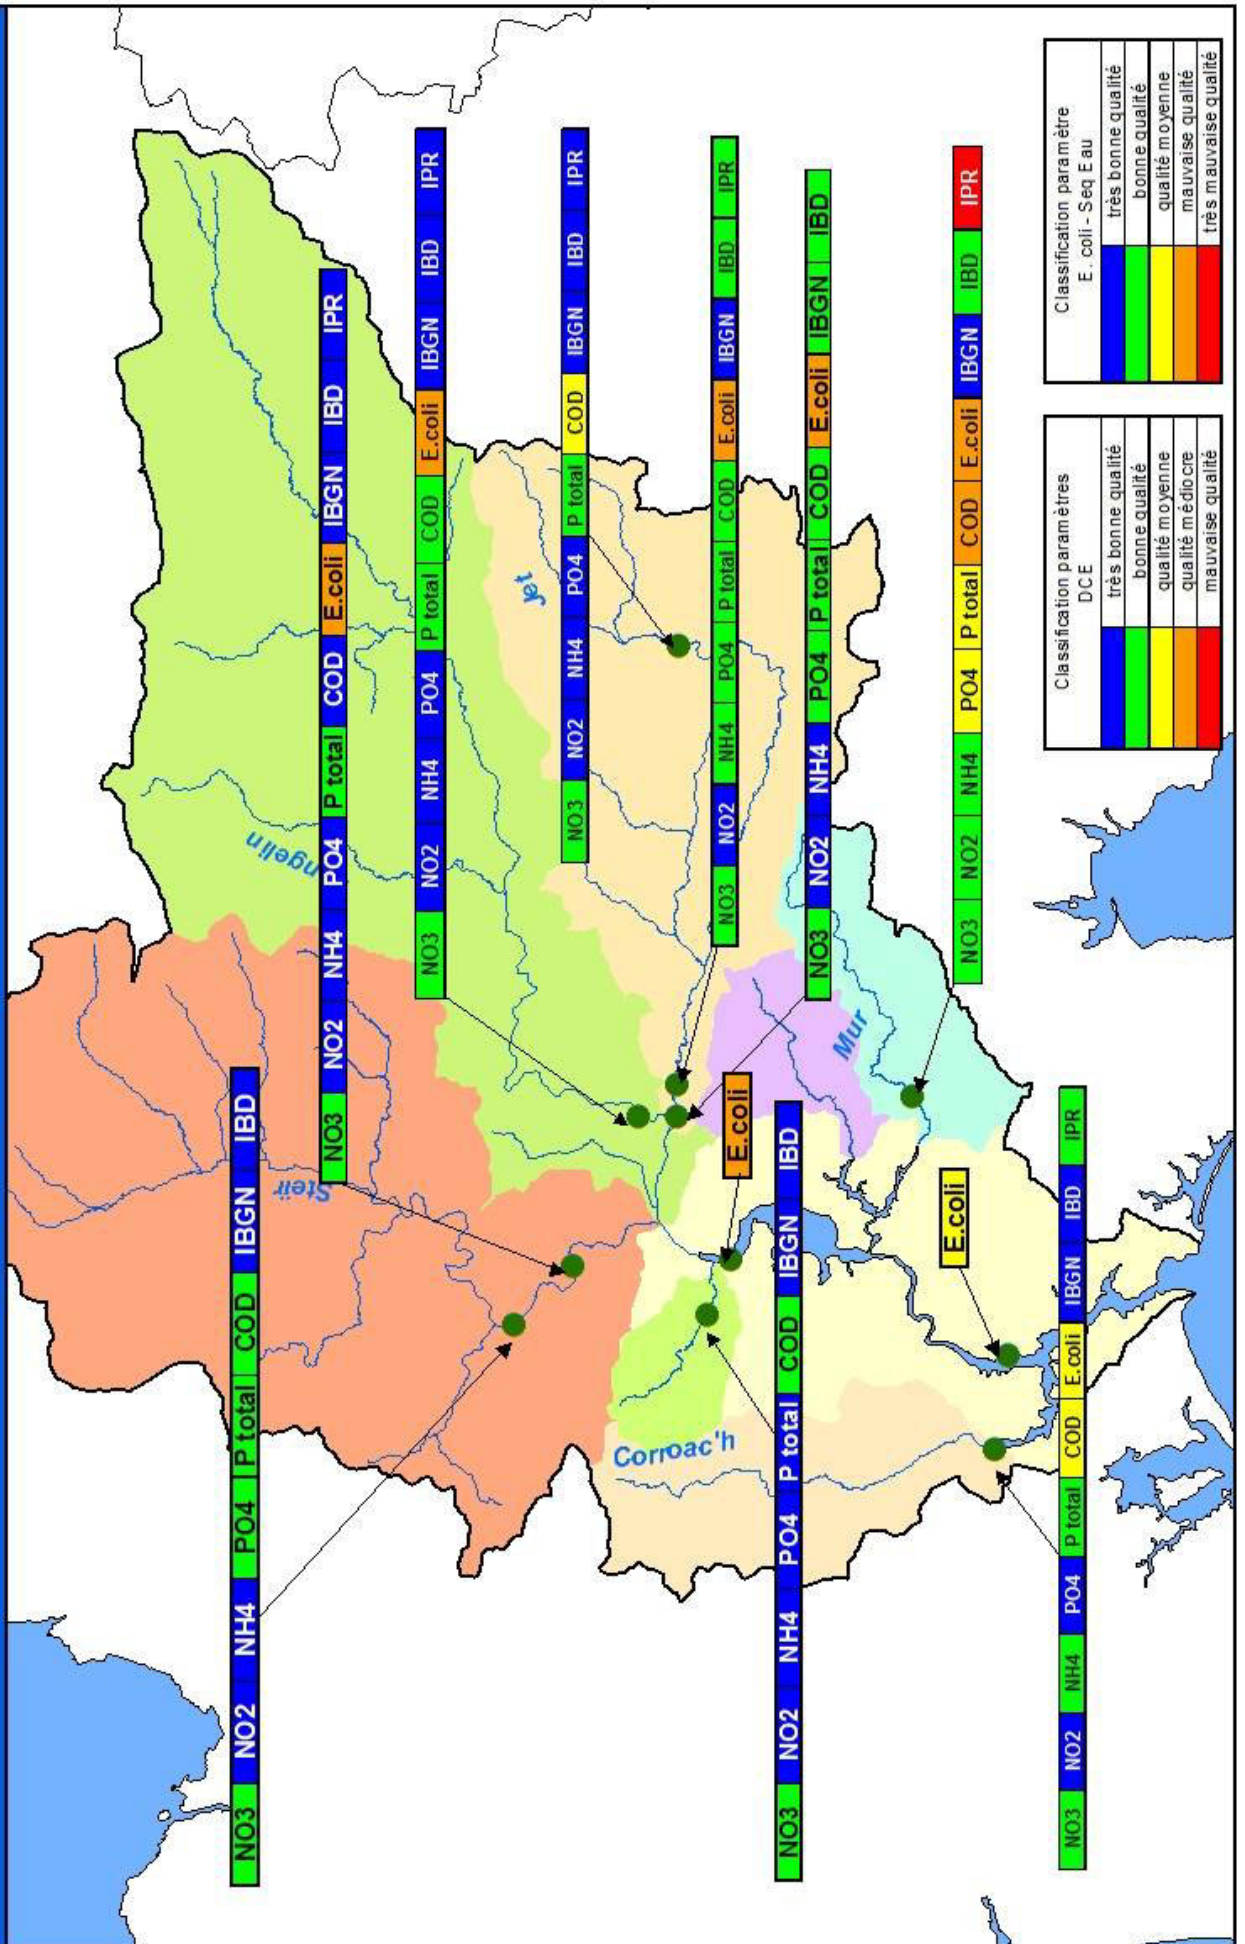 NO3 NO2 NH4 PO4 P total COD IBGN IBD
Steir
NO3 NO2 NH4 PO4 P total COD E.coli IBGN IBD IPR
ngelin
NO3 NO2 NH4 PO4 P total COD E.coli IBGN IBD IPR
Jet
NO3 NO2 NH4 PO4 P total COD IBGN IBD IPR
Corroac'h
NO3 NO2 NH4 PO4 P total COD E.coli IBGN IBD IPR
E.coli
NO3 NO2 NH4 PO4 P total COD IBGN IBD
NO3 NO2 NH4 PO4 P total COD E.coli IBGN IBD
Mur
E.coli
NO3 NO2 NH4 PO4 P total COD E.coli IBGN IBD IPR
NO3 NO2 NH4 PO4 P total COD E.coli IBGN IBD IPR
Classification paramètres
DCE
très bonne qualité
bonne qualité
qualité moyenne
qualité médiocre
mauvaise qualité
Classification paramètre
E. coli - Seq Eau
très bonne qualité
bonne qualité
qualité moyenne
mauvaise qualité
très mauvaise qualité